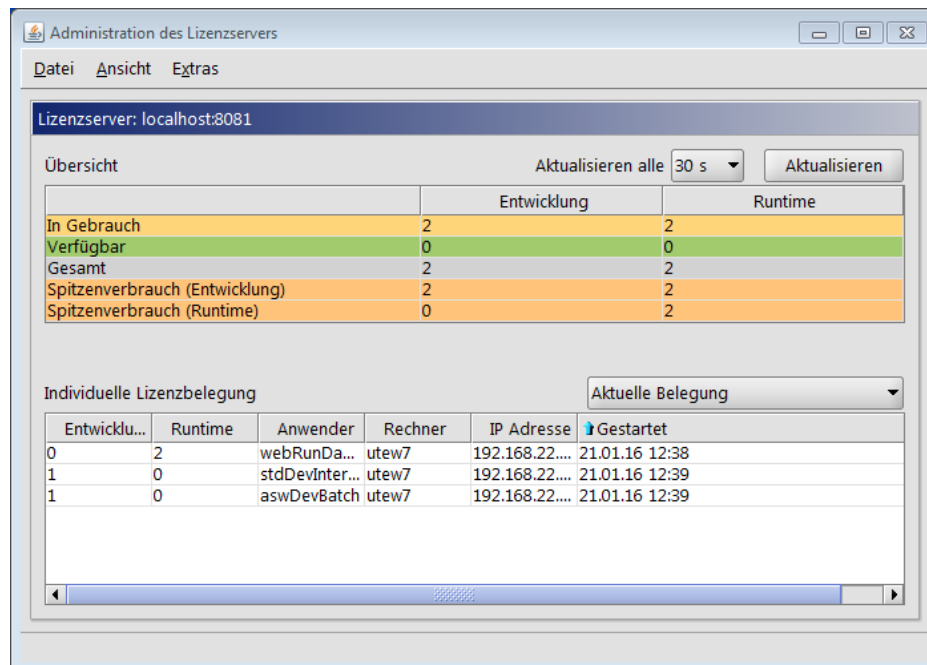 Administration des Lizenzservers
Datei Ansicht Extras
Lizenzserver: localhost:8081
Übersicht Aktualisieren alle 30 s Aktualisieren
Entwicklung Runtime
In Gebrauch 2 2
Verfügbar 0 0
Gesamt 2 2
Spitzenverbrauch (Entwicklung) 2 2
Spitzenverbrauch (Runtime) 0 2
Individuelle Lizenzbelegung Aktuelle Belegung
Entwicklu... Runtime Anwender Rechner IP Adresse Gestartet
0 2 webRunDa... utew7 192.168.22.... 21.01.16 12:38
1 0 stdDevInter... utew7 192.168.22.... 21.01.16 12:39
1 0 aswDevBatch utew7 192.168.22.... 21.01.16 12:39